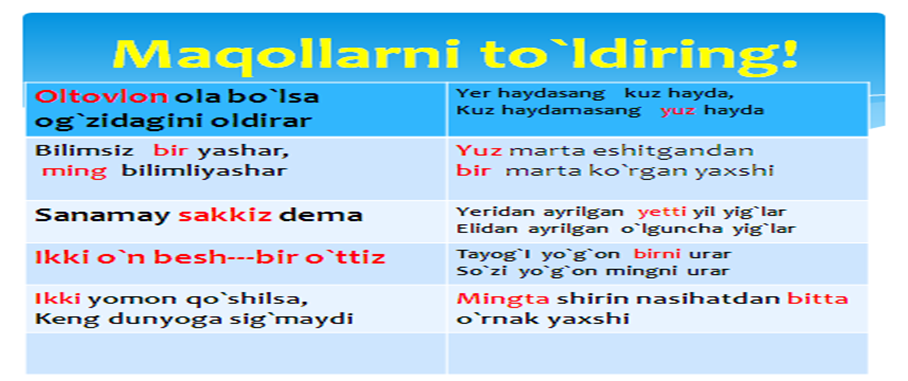 Maqollarni to`ldiring!
Oltovlon ola bo`lsa
og`zidagini oldirar
Yer haydasang kuz hayda,
Kuz haydamasang yuz hayda
Bilimsiz bir yashar,
ming bilimliyashar
Yuz marta eshitgandan
bir marta ko`rgan yaxshi
Sanamay sakkiz dema
Yeridan ayrilgan yetti yil yig`lar
Elidan ayrilgan o`lguncha yig`lar
Ikki o`n besh---bir o`ttiz
Tayog`I yo`g`on birni urar
So`zi yo`g`on mingni urar
Ikki yomon qo`shilsa,
Keng dunyoga sig`maydi
Mingta shirin nasihatdan bitta
o`rnak yaxshi